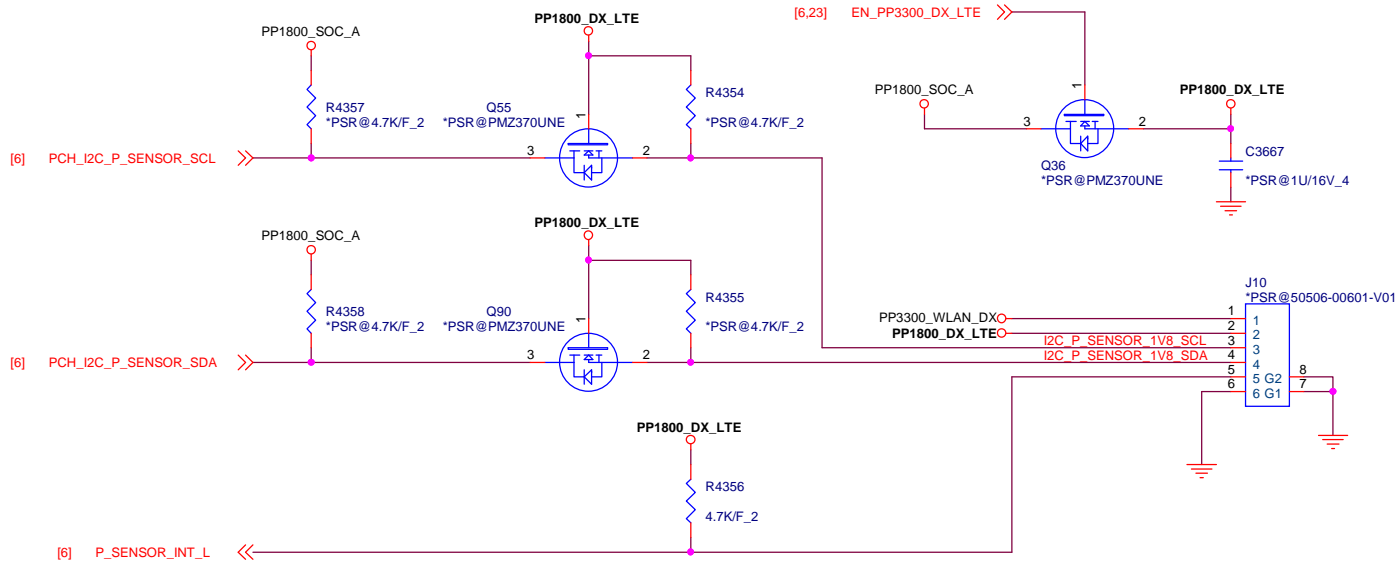 [6,23] EN_PP3300_DX_LTE
PP1800_DX_LTE
PP1800_SOC_A
R4357
*PSR@4.7K/F_2
Q55
*PSR@PMZ370UNE
1
R4354
*PSR@4.7K/F_2
[6] PCH_I2C_P_SENSOR_SCL
3
2
PP1800_SOC_A
1
PP1800_DX_LTE
3
2
Q36
*PSR@PMZ370UNE
C3667
*PSR@1U/16V_4
PP1800_DX_LTE
PP1800_SOC_A
R4358
*PSR@4.7K/F_2
Q90
*PSR@PMZ370UNE
1
R4355
*PSR@4.7K/F_2
[6] PCH_I2C_P_SENSOR_SDA
3
2
J10
*PSR@50506-00601-V01
PP3300_WLAN_DX
1
1
PP1800_DX_LTE
2
2
I2C_P_SENSOR_1V8_SCL
3
3
I2C_P_SENSOR_1V8_SDA
4
4
5
5 G2
8
6
6 G1
7
PP1800_DX_LTE
R4356
4.7K/F_2
[6] P_SENSOR_INT_L